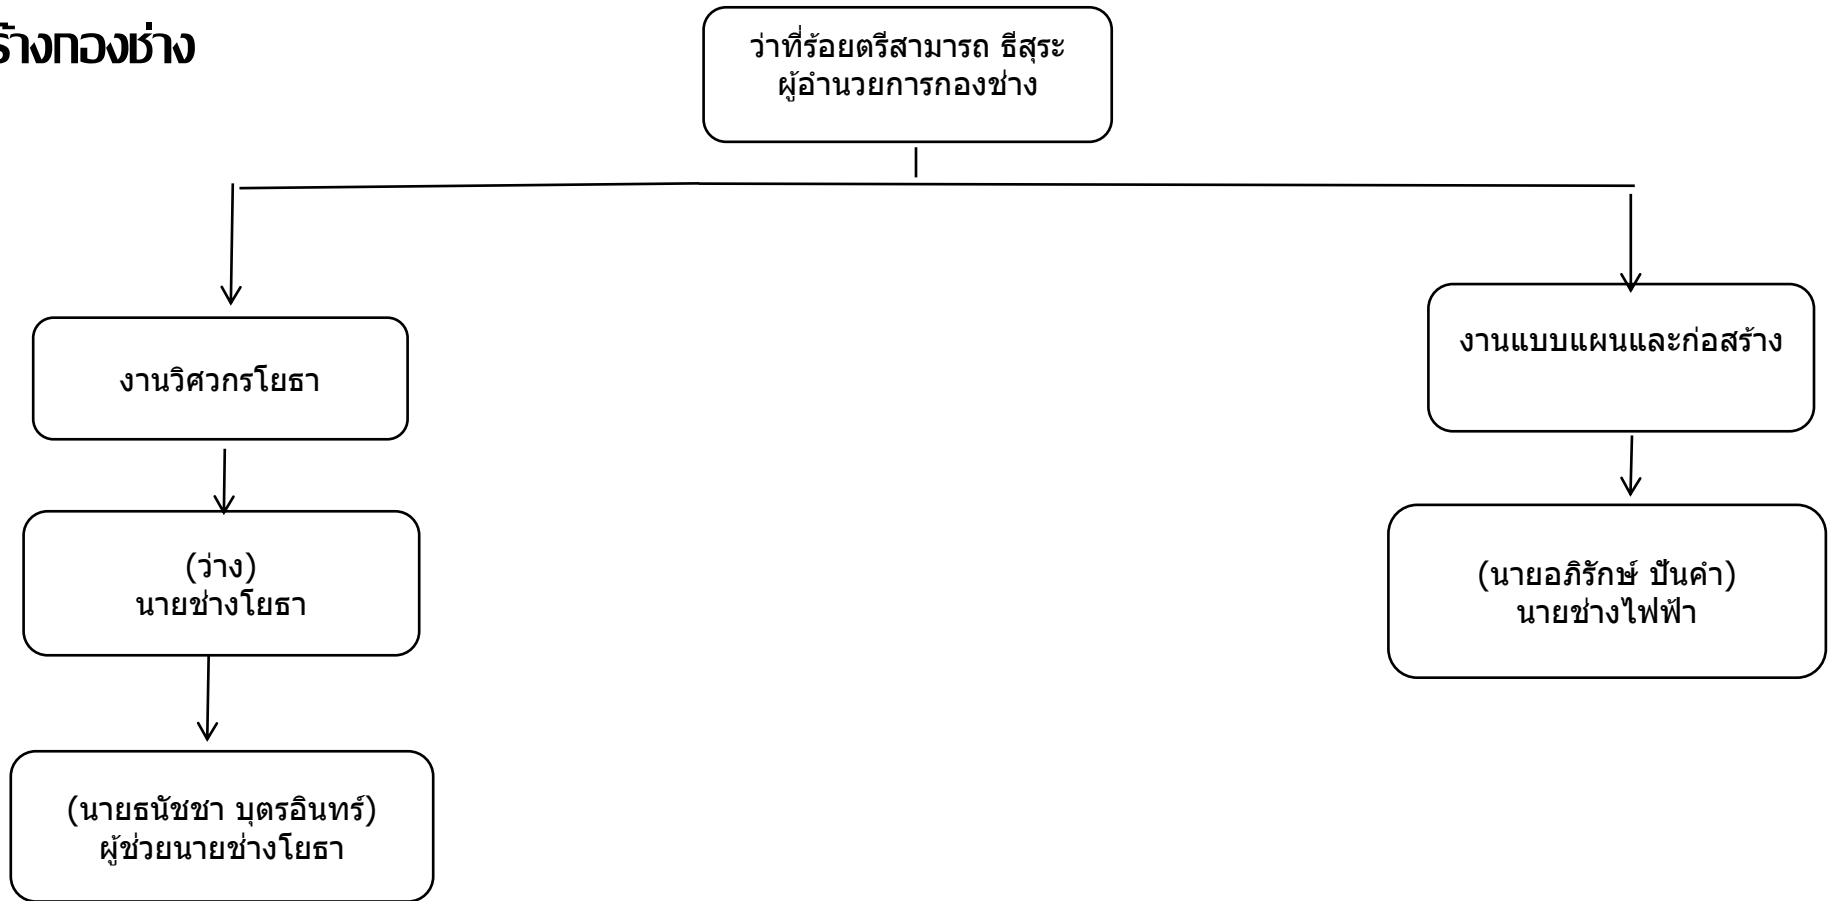 ร้างกองช่าง
ว่าที่ร้อยตรีสามารถ ธีสุระ
ผู้อำนวยการกองช่าง
งานวิศวกรโยธา
งานแบบแผนและก่อสร้าง
(ว่าง)
นายช่างโยธา
(นายอภิรักษ์ ปันคำ)
นายช่างไฟฟ้า
(นายธนัชชา บุตรอินทร์)
ผู้ช่วยนายช่างโยธา